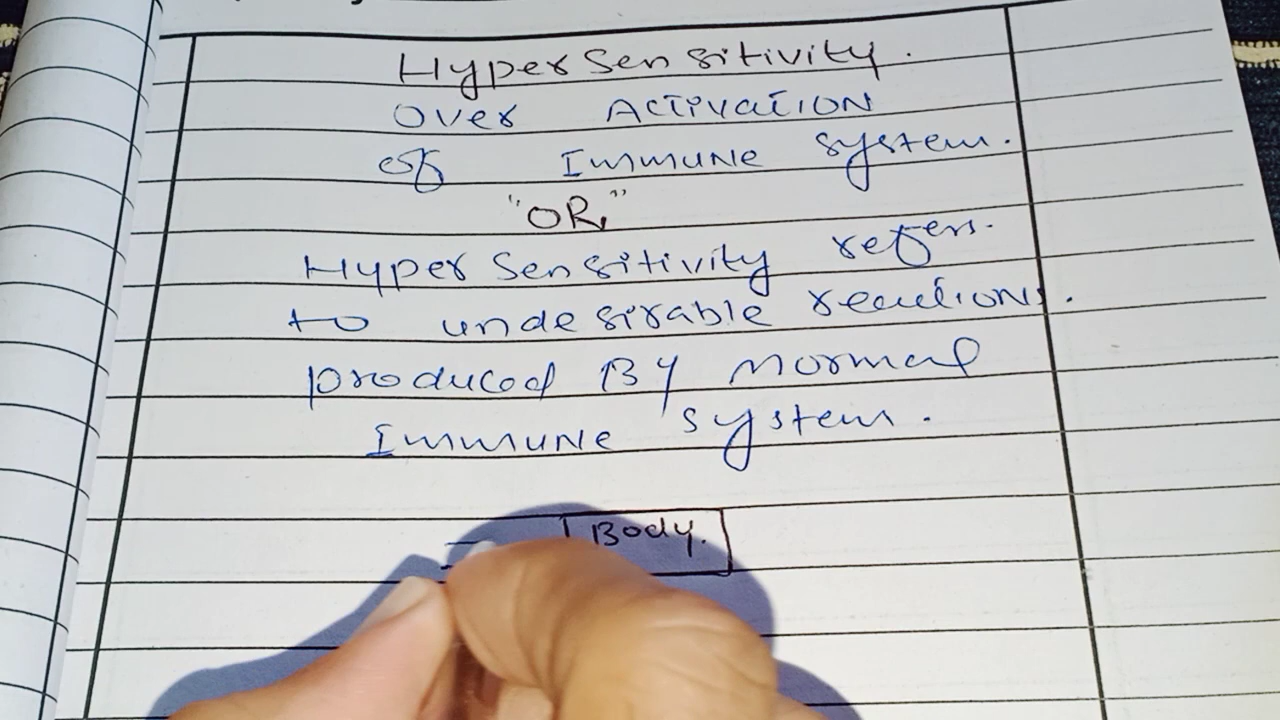 Hypersensitivity.
Over Activation
of Immune system.
"OR"
Hypersensitivity refers.
to undesirable reactions.
produced By normal
Immune system.
Body.